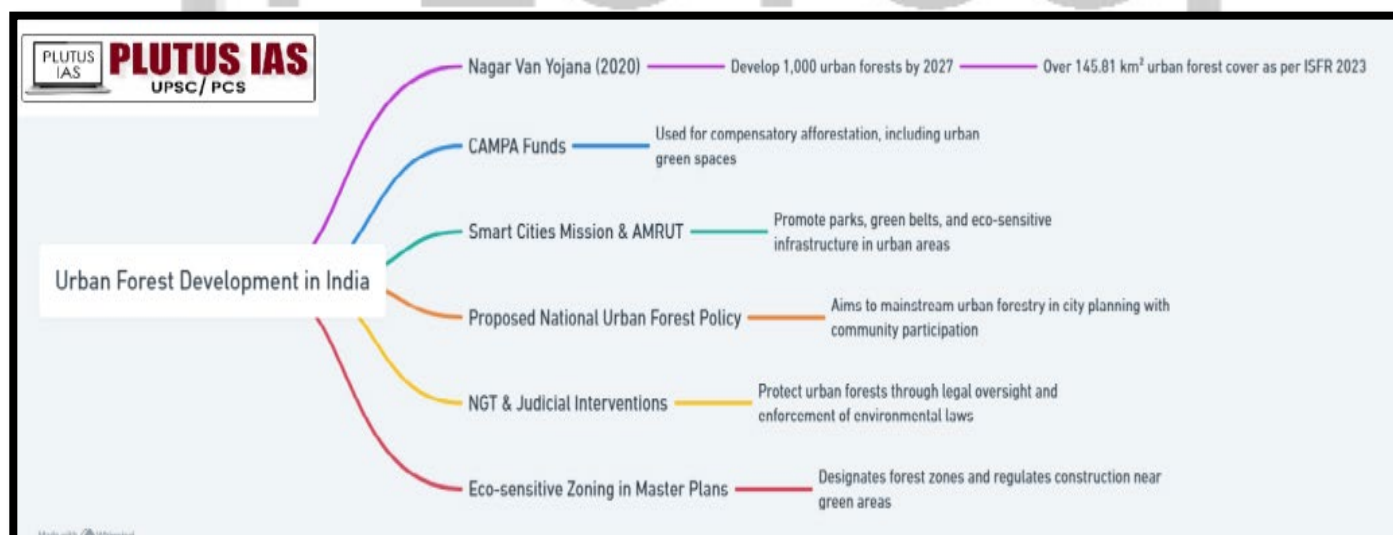 PLUTUS
IAS
PLUTUS IAS
UPSC/ PCS
Nagar Van Yojana (2020)
Develop 1,000 urban forests by 2027
Over 145.81 km² urban forest cover as per ISFR 2023
CAMPA Funds
Used for compensatory afforestation, including urban
green spaces
Smart Cities Mission & AMRUT
Promote parks, green belts, and eco-sensitive
infrastructure in urban areas
Urban Forest Development in India
Proposed National Urban Forest Policy
Aims to mainstream urban forestry in city planning with
community participation
NGT & Judicial Interventions
Protect urban forests through legal oversight and
enforcement of environmental laws
Eco-sensitive Zoning in Master Plans
Designates forest zones and regulates construction near
green areas
Made with